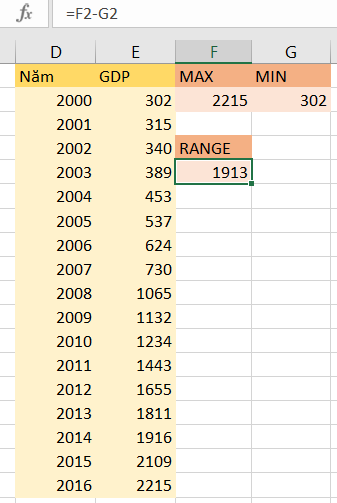 fx =F2-G2
D E F G
Năm GDP MAX MIN
2000 302 2215 302
2001 315
2002 340 RANGE
2003 389 1913
2004 453
2005 537
2006 624
2007 730
2008 1065
2009 1132
2010 1234
2011 1443
2012 1655
2013 1811
2014 1916
2015 2109
2016 2215